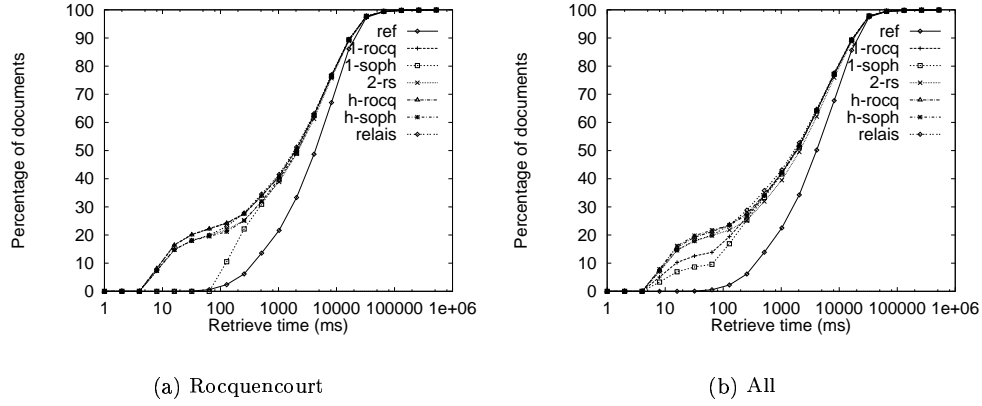 Percentage of documents
100
90
80
70
60
50
40
30
20
10
0
ref
1-rocq
1-soph
2-rs
h-rocq
h-soph
relais
1 10 100 1000 10000 100000 1e+06
Retrieve time (ms)
(a) Rocquencourt
Percentage of documents
100
90
80
70
60
50
40
30
20
10
0
ref
1-rocq
1-soph
2-rs
h-rocq
h-soph
relais
1 10 100 1000 10000 100000 1e+06
Retrieve time (ms)
(b) All